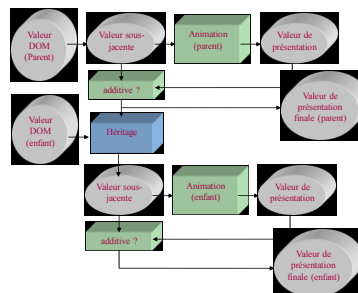 Valeur
DOM
(Parent)
Valeur sous-
jacente
Animation
(parent)
Valeur de
présentation
additive ?
Valeur de
présentation
finale (parent)
Valeur
DOM
(enfant)
Héritage
Valeur sous-
jacente
Animation
(enfant)
Valeur de
présentation
additive ?
Valeur de
présentation
finale (enfant)